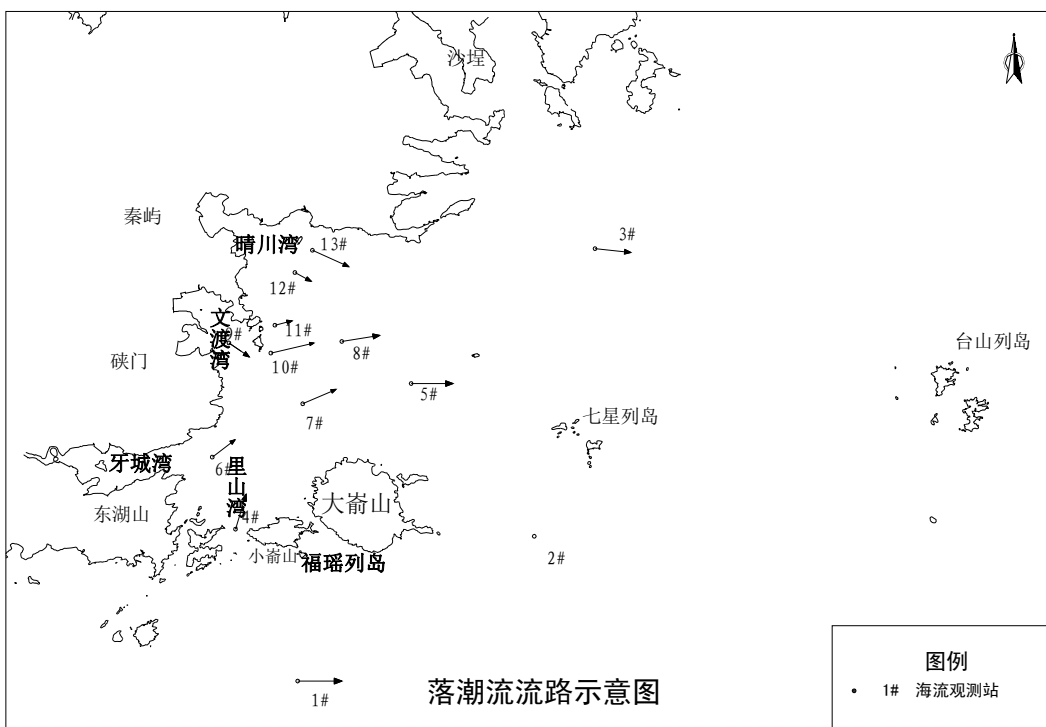 沙埕
秦屿
晴川湾
13#
3#
12#
文渡湾
9#
11#
10#
8#
硖门
台山列岛
5#
7#
七星列岛
牙城湾
6#
里山湾
4#
大嵛山
东湖山
小嵛山
福瑶列岛
2#
1#
落潮流流路示意图
图例
1# 海流观测站